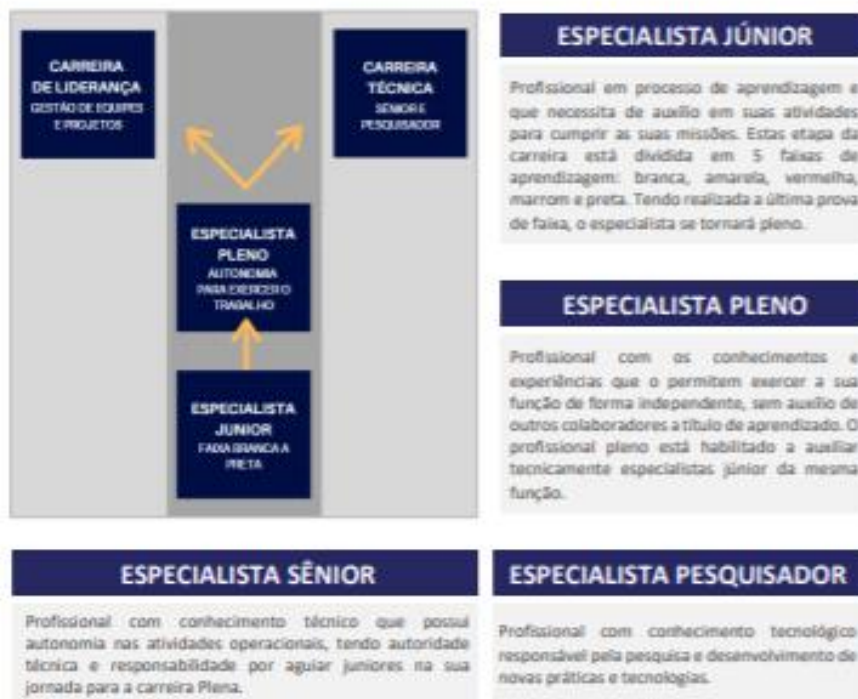 CARREIRA
DE LIDERANÇA
GESTÃO DE EQUIPES
E PROJETOS
CARREIRA
TÉCNICA
SÊNIOR E
PESQUISADOR
ESPECIALISTA
PLENO
AUTONOMIA
PARA EXERCER O
TRABALHO
ESPECIALISTA
JUNIOR
FAIXA BRANCA A
PRETA
ESPECIALISTA JÚNIOR
Profissional em processo de aprendizagem e
que necessita de auxílio em suas atividades
para cumprir as suas missões. Estas etapa da
carreira está dividida em 5 faixas de
aprendizagem: branca, amarela, vermelha,
marrom e preta. Tendo realizada a última prova
de faixa, o especialista se tornará pleno.
ESPECIALISTA PLENO
Profissional com os conhecimentos e
experiências que o permitem exercer a sua
função de forma independente, sem auxílio de
outros colaboradores a título de aprendizado. O
profissional pleno está habilitado a auxiliar
tecnicamente especialistas júnior da mesma
função.
ESPECIALISTA SÊNIOR
Profissional com conhecimento técnico que possui
autonomia nas atividades operacionais, tendo autoridade
técnica e responsabilidade por aguiar juniores na sua
jornada para a carreira Plena.
ESPECIALISTA PESQUISADOR
Profissional com conhecimento tecnológico
responsável pela pesquisa e desenvolvimento de
novas práticas e tecnologias.